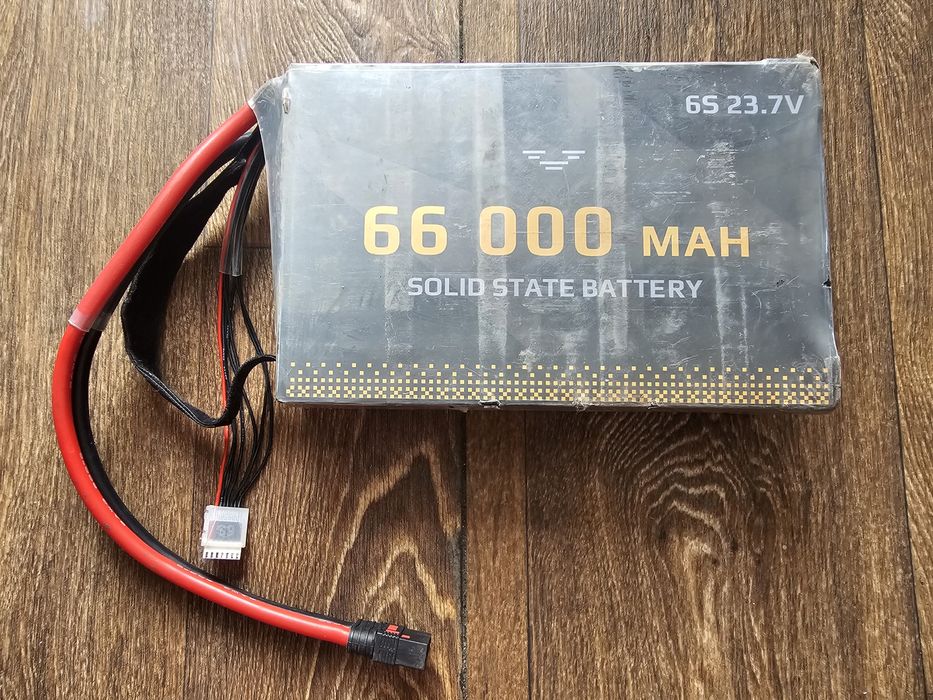 6S 23.7V
66 000 MAH
SOLID STATE BATTERY